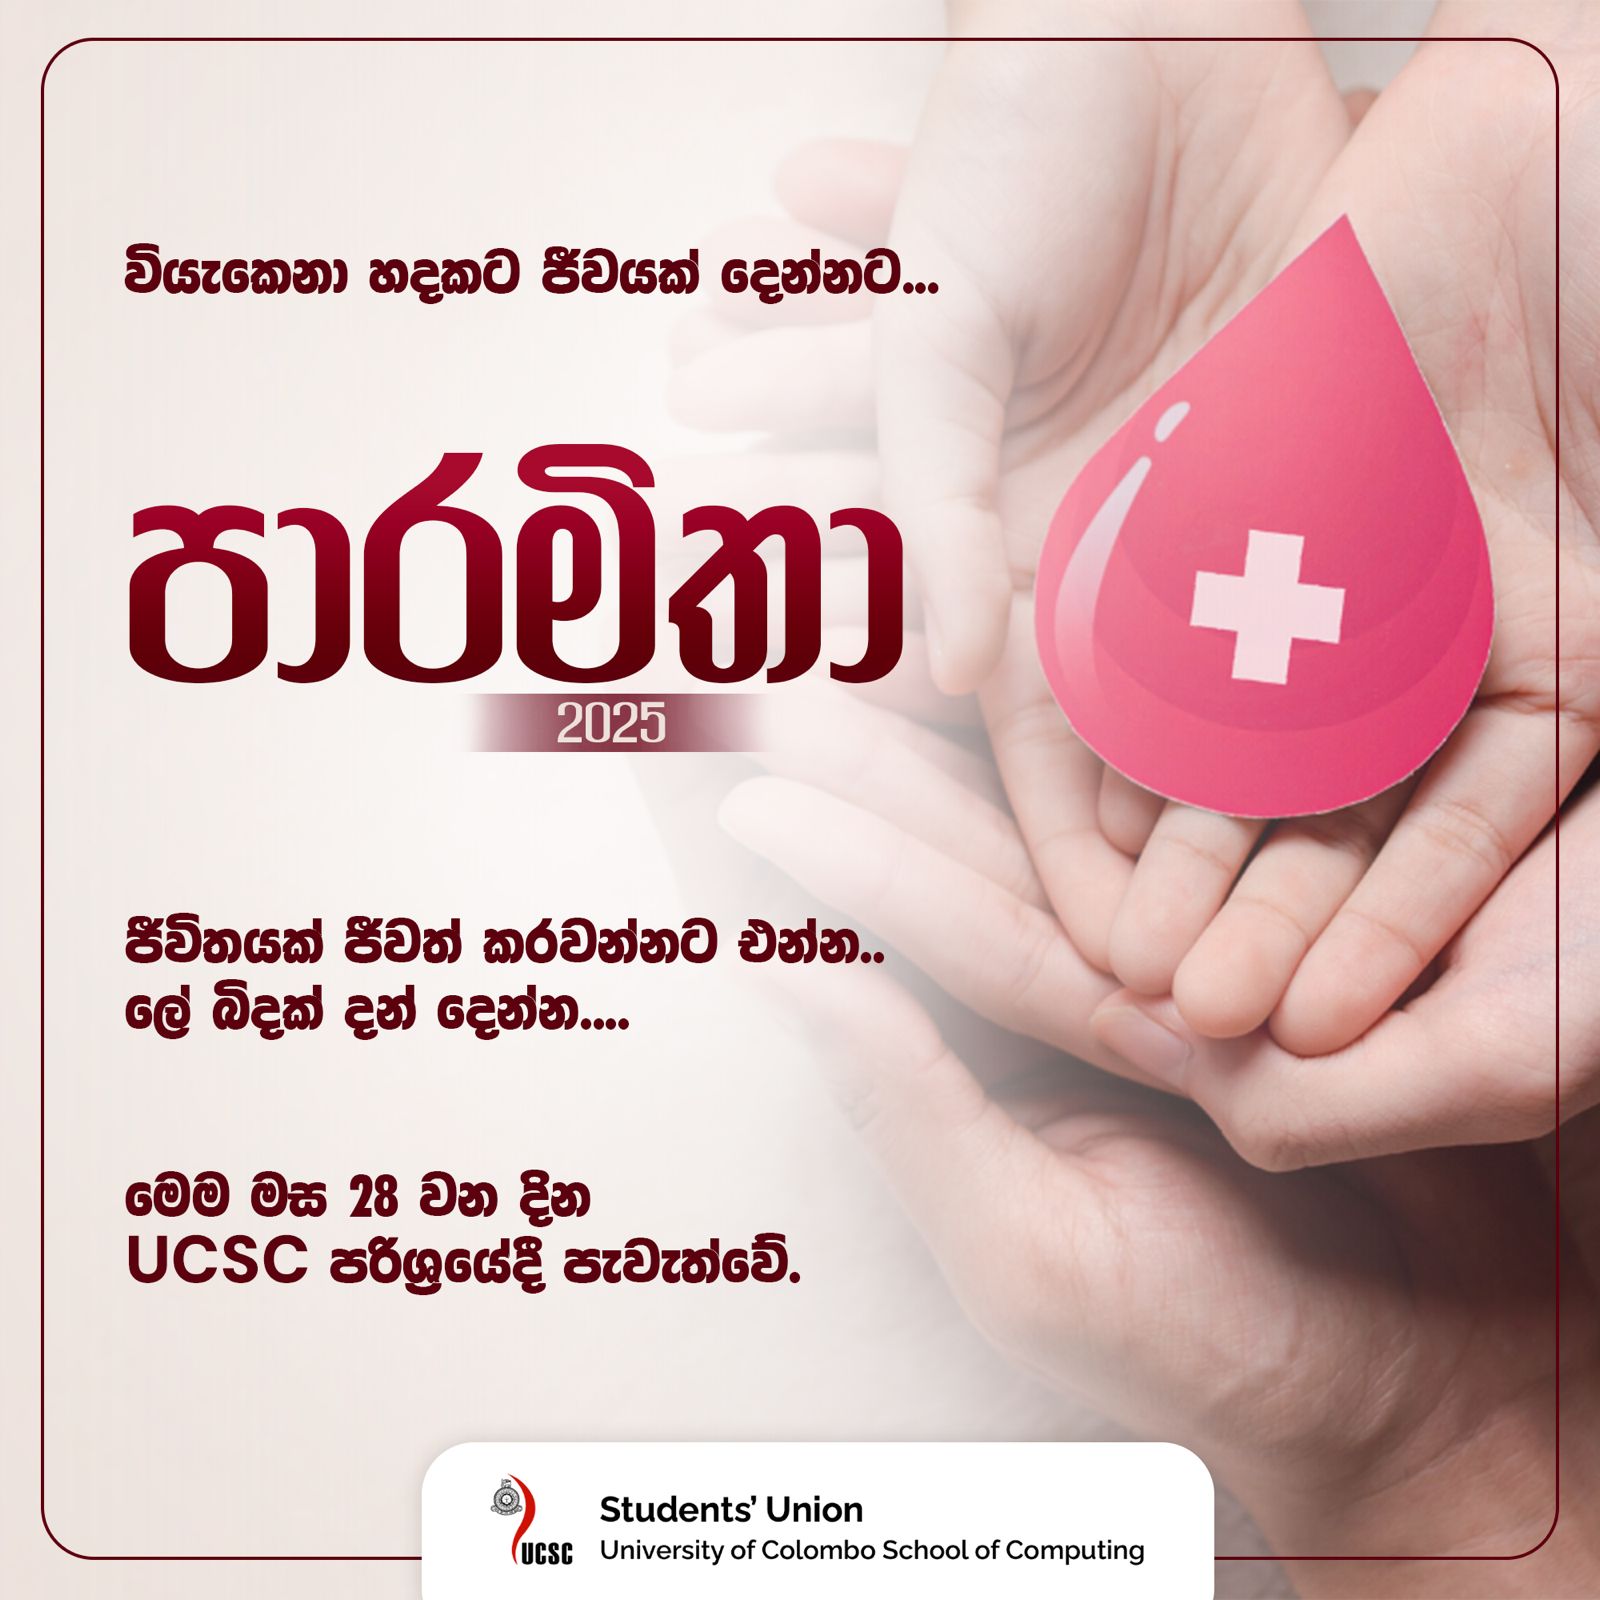 වියැකෙනා හදකට ජීවයක් දෙන්නට...
පාරමිතා
2025
ජීවිතයක් ජීවත් කරවන්නට එන්න..
ලේ බිදක් දන් දෙන්න....
මෙම මස 28 වන දින
UCSC පරිශ්‍රයේදී පැවැත්වේ.
UCSC
Students’ Union
University of Colombo School of Computing